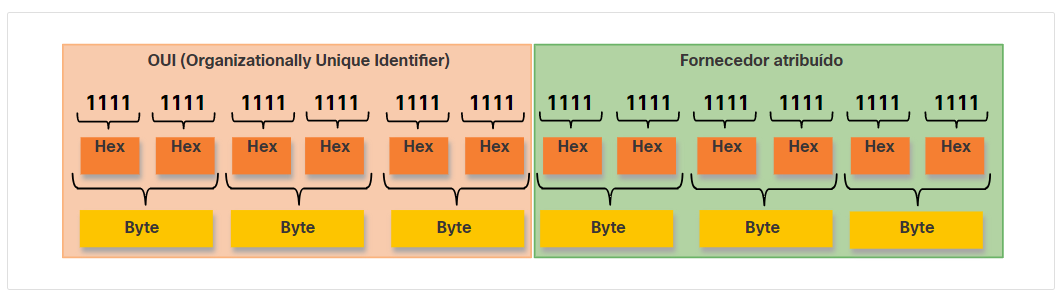 OUI (Organizationally Unique Identifier) Fornecedor atribuído
1111 1111 1111 1111 1111 1111 1111 1111 1111 1111 1111 1111
Hex Hex Hex Hex Hex Hex Hex Hex Hex Hex Hex Hex
Byte Byte Byte Byte Byte Byte